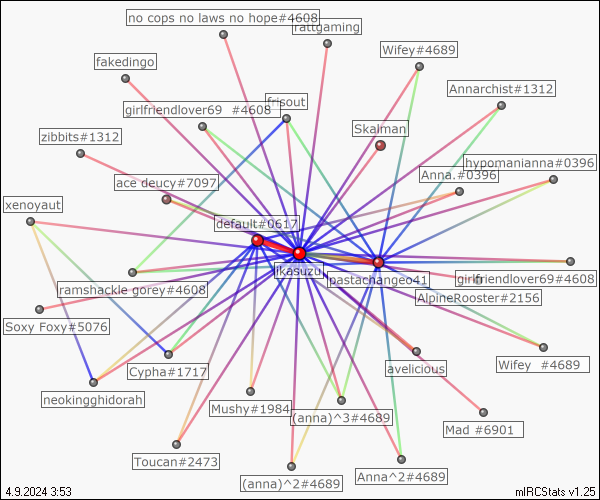 no cops no laws no hope#4608
rattgaming
Wifey#4689
fakedingo
Annarchist#1312
frisout
girlfriendlover69 #4608
Skalman
zibbits#1312
hypomanianna#0396
Anna.#0396
ace deucy#7097
xenoyaut
default#0617
jikasuzu
pastachangeo41
girlfriendlover69#4608
ramshackle gorey#4608
AlpineRooster#2156
Soxy Foxy#5076
Wifey #4689
Cypha#1717
avelicious
neokingghidorah
Mushy#1984
(anna)^3#4689
Mad #6901
Toucan#2473
Anna^2#4689
(anna)^2#4689
4.9.2024 3:53
mIRCStats v1.25